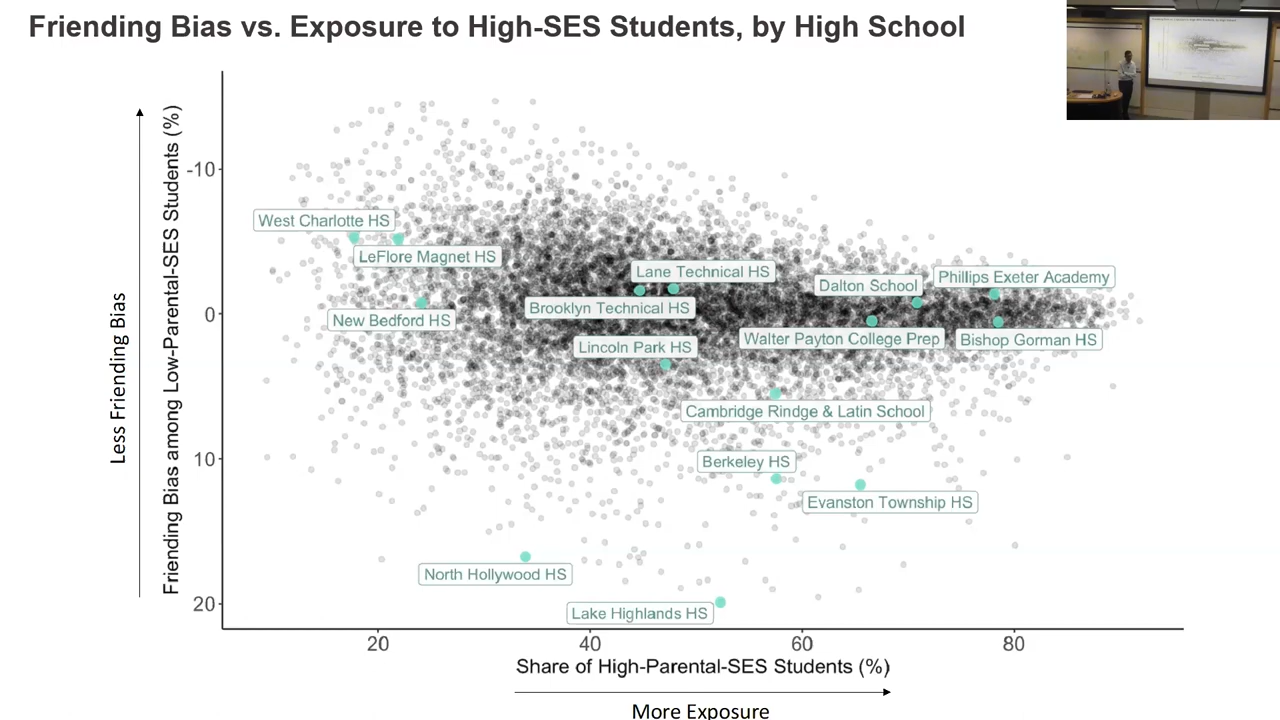 Friending Bias vs. Exposure to High-SES Students, by High School
Less Friending Bias
Friending Bias among Low-Parental-SES Students (%)
-10
0
10
20
West Charlotte HS
LeFlore Magnet HS
New Bedford HS
Lane Technical HS
Brooklyn Technical HS
Lincoln Park HS
Dalton School
Phillips Exeter Academy
Walter Payton College Prep
Bishop Gorman HS
Cambridge Rindge & Latin School
Berkeley HS
Evanston Township HS
North Hollywood HS
Lake Highlands HS
20
40
60
80
Share of High-Parental-SES Students (%)
More Exposure